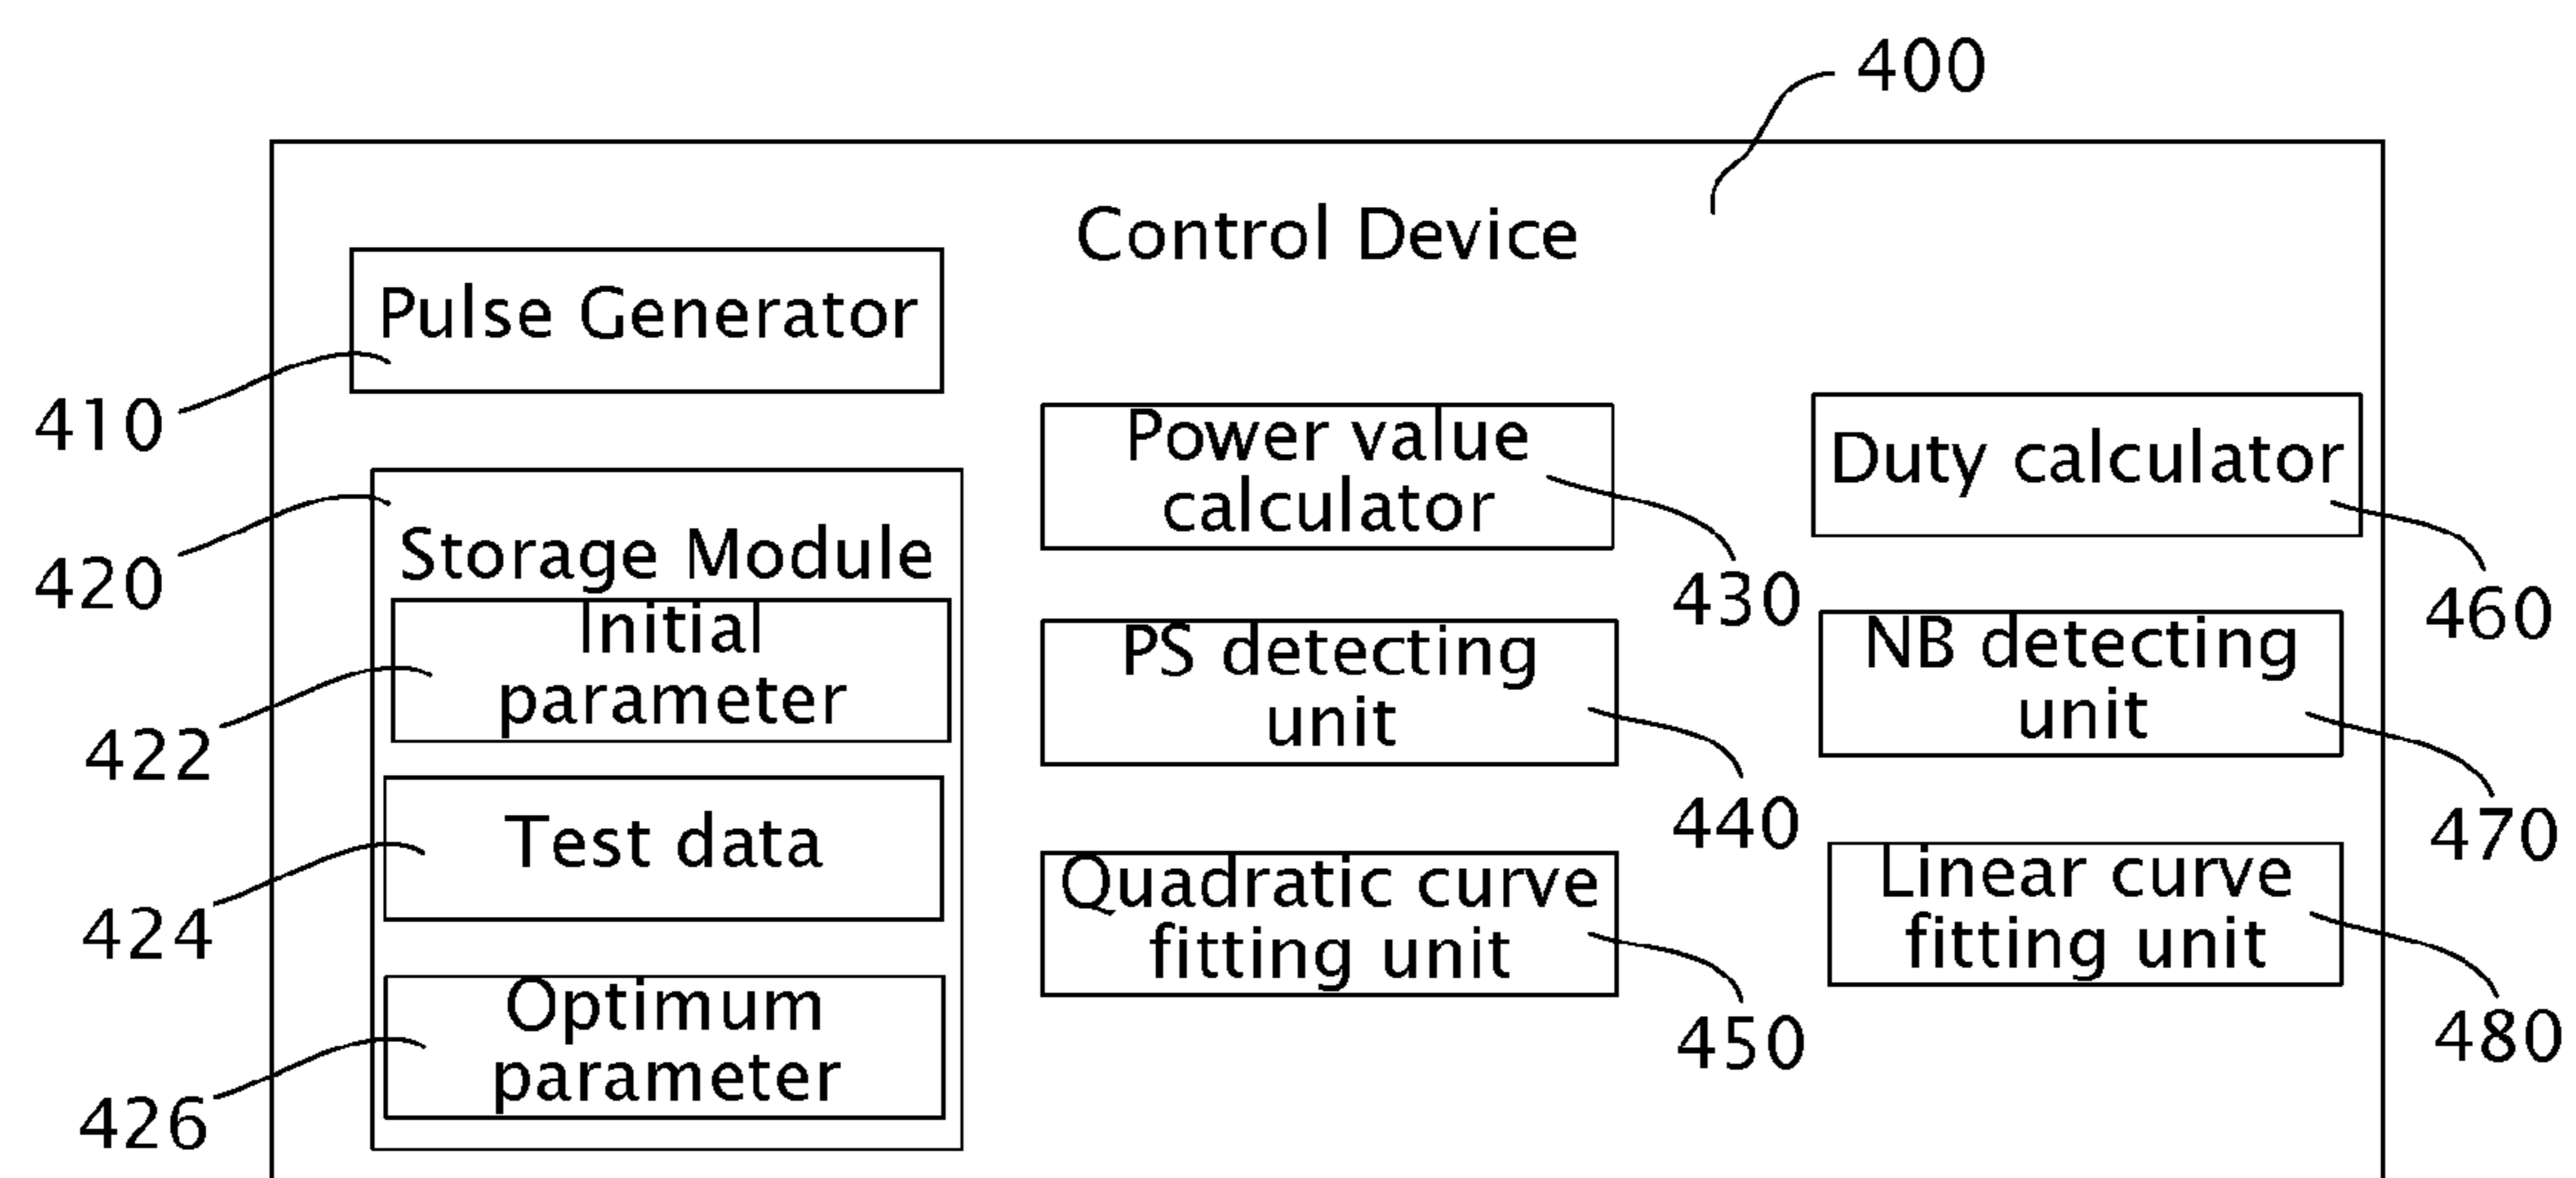 400
Control Device
Pulse Generator
410
420
Storage Module
Initial
parameter
422
Test data
424
Optimum
parameter
426
Power value
calculator
430
PS detecting
unit
440
Quadratic curve
fitting unit
450
Duty calculator
460
NB detecting
unit
470
Linear curve
fitting unit
480